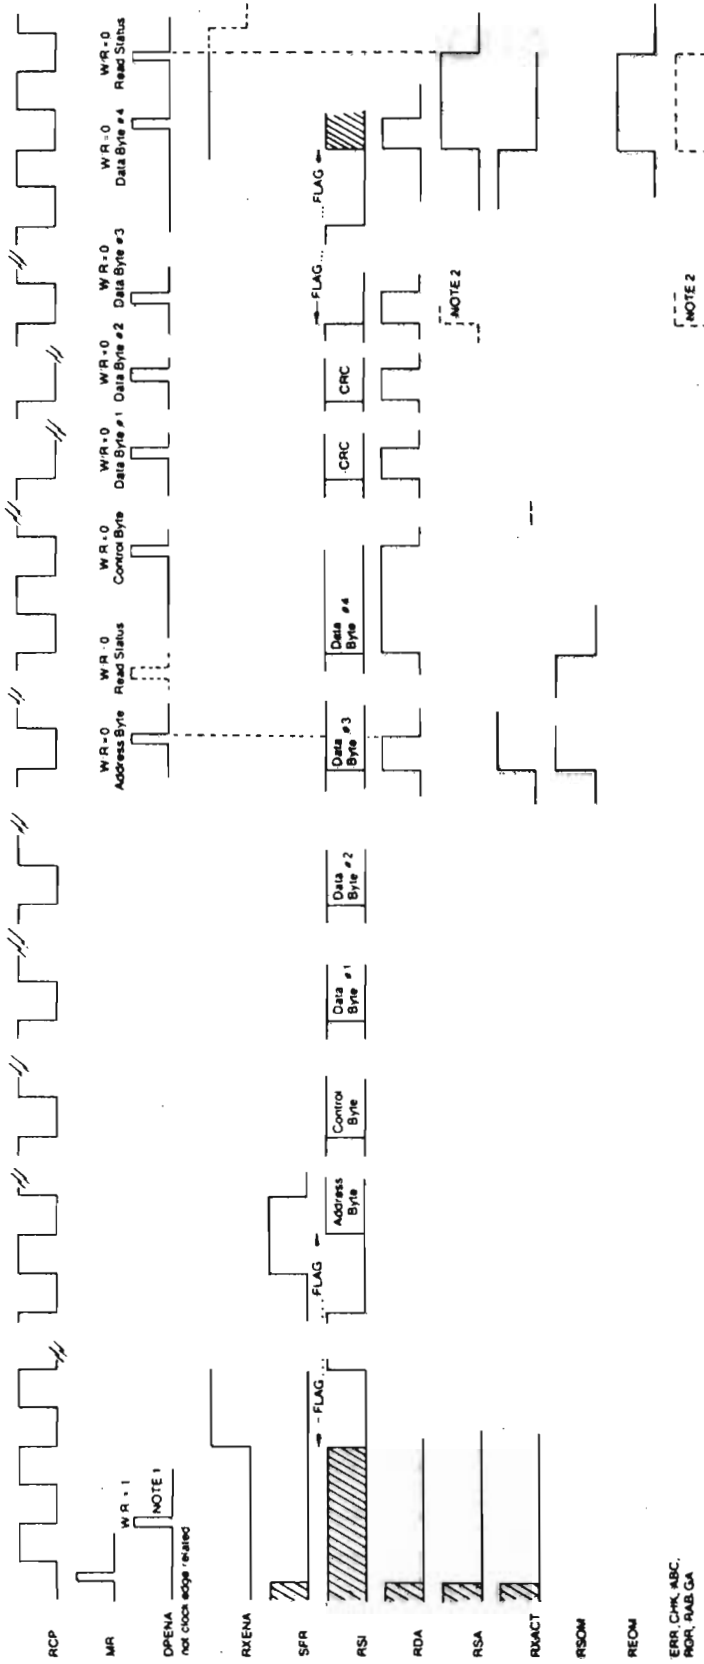 RCP
MR
W/R = 1
DPENA
NOTE 1
not clock edge related
W/R = 0
Address Byte
W/R = 0
Read Status
W/R = 0
Control Byte
W/R = 0
Data Byte #1
W/R = 0
Data Byte #2
W/R = 0
Data Byte #3
W/R = 0
Data Byte #4
W/R = 0
Read Status
RXENA
SFR
RSI
FLAG...
...FLAG
Address
Byte
Control
Byte
Data
Byte #1
Data
Byte #2
Data
Byte #3
Data
Byte #4
CRC
CRC
FLAG...
...FLAG
RDA
RSA
NOTE 2
RXACT
RSOM
REOM
ERR, CHK, ABC,
ROR, RAB, GA
NOTE 2